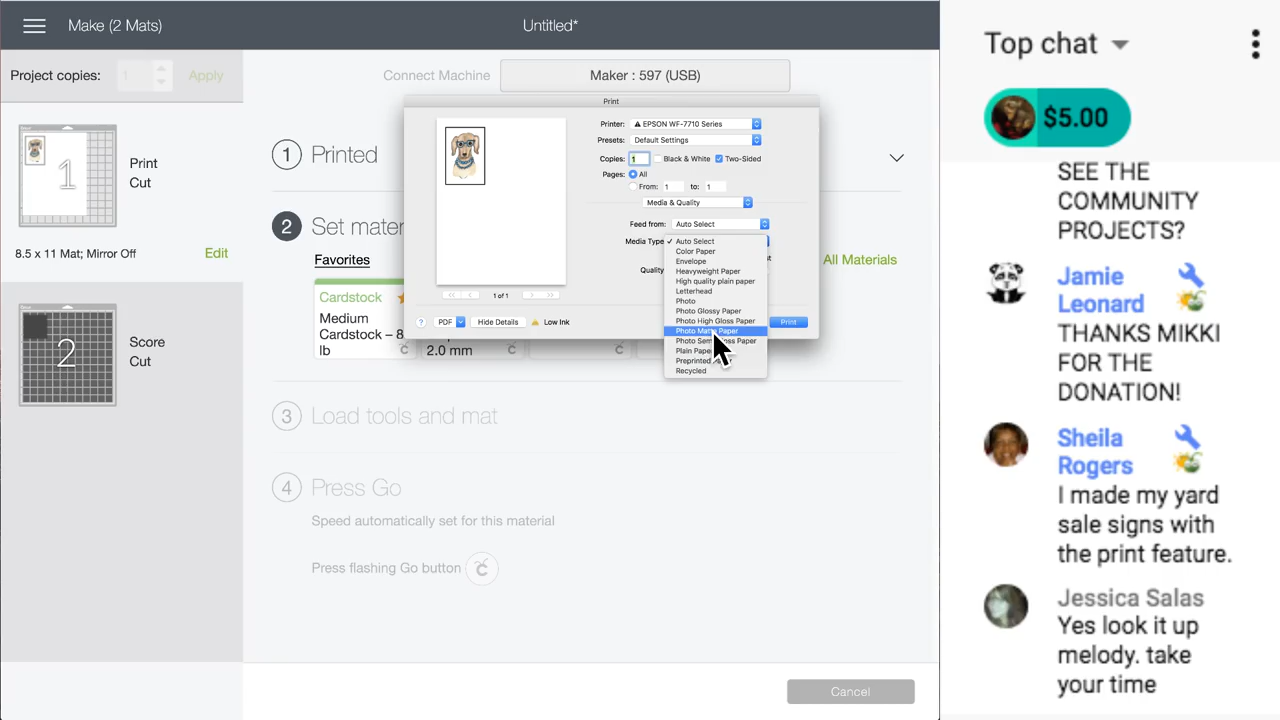 Make (2 Mats)
Untitled*
Project copies: 1 Apply
Connect Machine
Maker : 597 (USB)
1
Print
Cut
8.5 x 11 Mat; Mirror Off Edit
2
Score
Cut
1 Printed
2 Set mater
Favorites
All Materials
Cardstock
Medium
Cardstock – 8
lb
2.0 mm
3 Load tools and mat
4 Press Go
Speed automatically set for this material
Press flashing Go button
Cancel
Print
Printer: EPSON WF-7710 Series
Presets: Default Settings
Copies: 1 Black & White Two-Sided
Pages: All
From: 1 to: 1
Media & Quality
Feed from: Auto Select
Media Type
Quality
Auto Select
Color Paper
Envelope
Heavyweight Paper
High quality plain paper
Letterhead
Photo
Photo Glossy Paper
Photo High Gloss Paper
Photo Matte Paper
Photo Sem Gloss Paper
Plain Pape
Preprinted
Recycled
1 of 1
? PDF Hide Details Low Ink
Print
Top chat
$5.00
SEE THE
COMMUNITY
PROJECTS?
Jamie
Leonard
THANKS MIKKI
FOR THE
DONATION!
Sheila
Rogers
I made my yard
sale signs with
the print feature.
Jessica Salas
Yes look it up
melody. take
your time